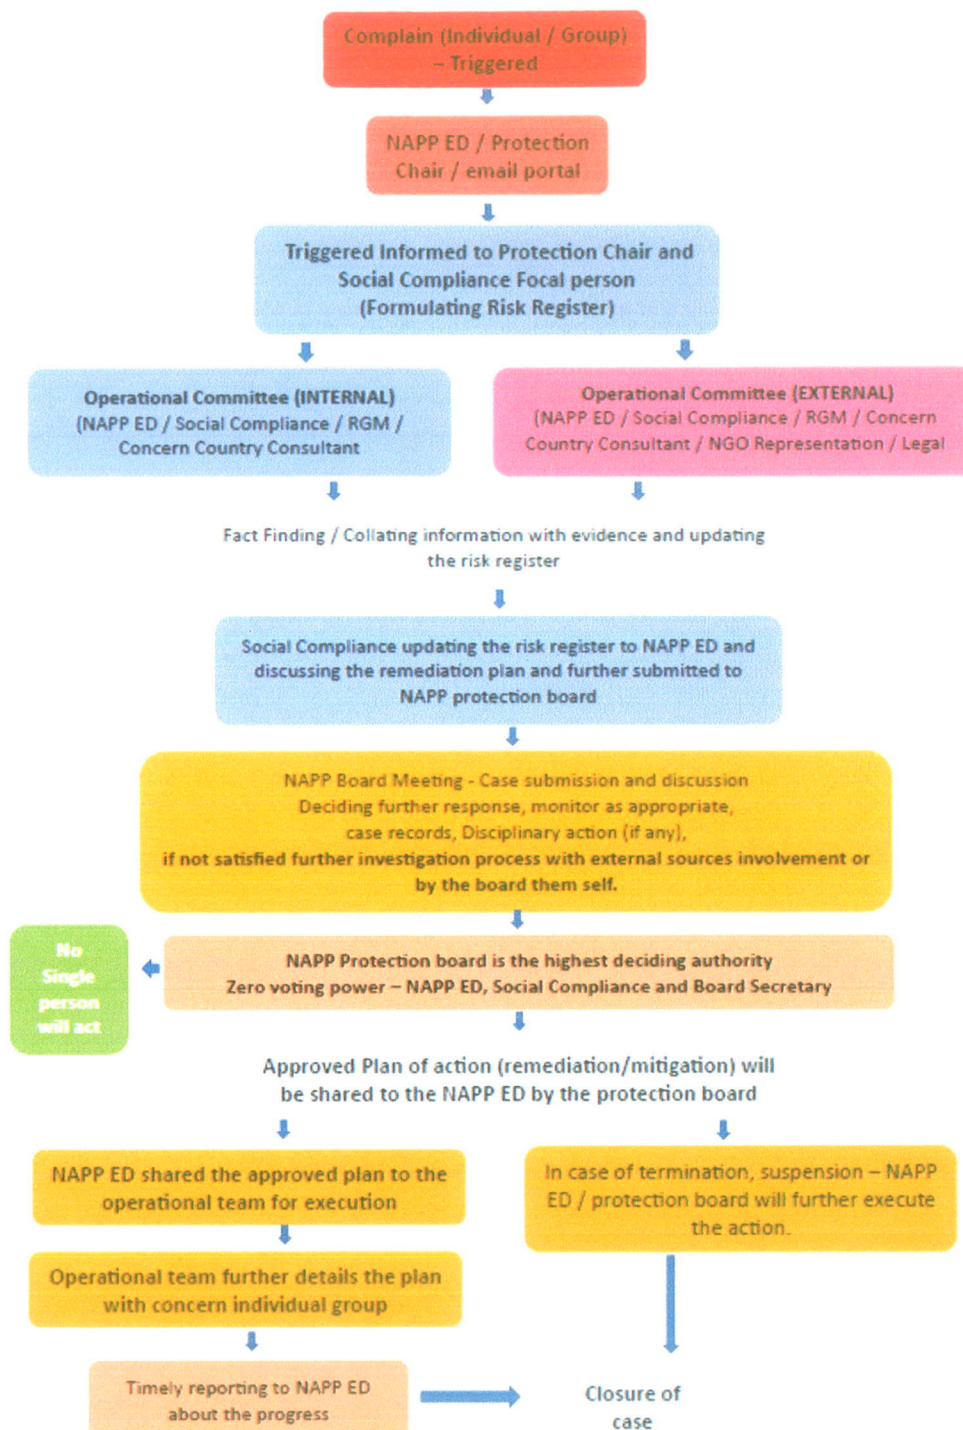 Complain (Individual / Group)
– Triggered
NAPP ED / Protection
Chair / email portal
Triggered Informed to Protection Chair and
Social Compliance Focal person
(Formulating Risk Register)
Operational Committee (INTERNAL)
(NAPP ED / Social Compliance / RGM /
Concern Country Consultant
Operational Committee (EXTERNAL)
(NAPP ED / Social Compliance / RGM / Concern
Country Consultant / NGO Representation / Legal
Fact Finding / Collating information with evidence and updating
the risk register
Social Compliance updating the risk register to NAPP ED and
discussing the remediation plan and further submitted to
NAPP protection board
NAPP Board Meeting - Case submission and discussion
Deciding further response, monitor as appropriate,
case records, Disciplinary action (if any),
if not satisfied further investigation process with external sources involvement or
by the board them self.
No
Single
person
will act
NAPP Protection board is the highest deciding authority
Zero voting power – NAPP ED, Social Compliance and Board Secretary
Approved Plan of action (remediation/mitigation) will
be shared to the NAPP ED by the protection board
NAPP ED shared the approved plan to the
operational team for execution
In case of termination, suspension – NAPP
ED / protection board will further execute
the action.
Operational team further details the plan
with concern individual group
Timely reporting to NAPP ED
about the progress
Closure of
case